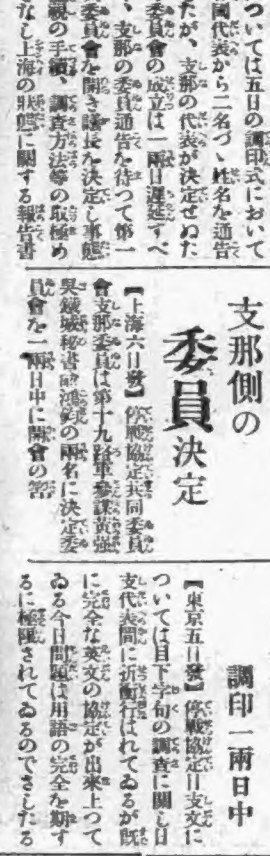 ついては五日の調印式において
國代表から二名づゝ姓名を通告
たが、支那の代表が決定せぬた
委員會の成立は一兩日遲延すべ
、支那の委員通告を待つて第一
委員會を開き議長を決定し事態
視の手續、調査方法等の取極め
なし上海の狀態に關する報告書
支那側の
委員決定
【上海六日發】停戰協定共同委員
會支那委員は第十九路軍參謀黃强
吳鐵城秘書兪鴻鈞の兩名に決定委
員會を一兩日中に開會の筈
調印一兩日中
【東京五日發】停戰協定日支文に
ついては目下字句の調査に關し日
支代表間に折衝行はれてゐるが既
に完全な英文の協定が出來上つて
ゐる今日問題は用語の完全を期す
るに極限されてゐるのでさしたる